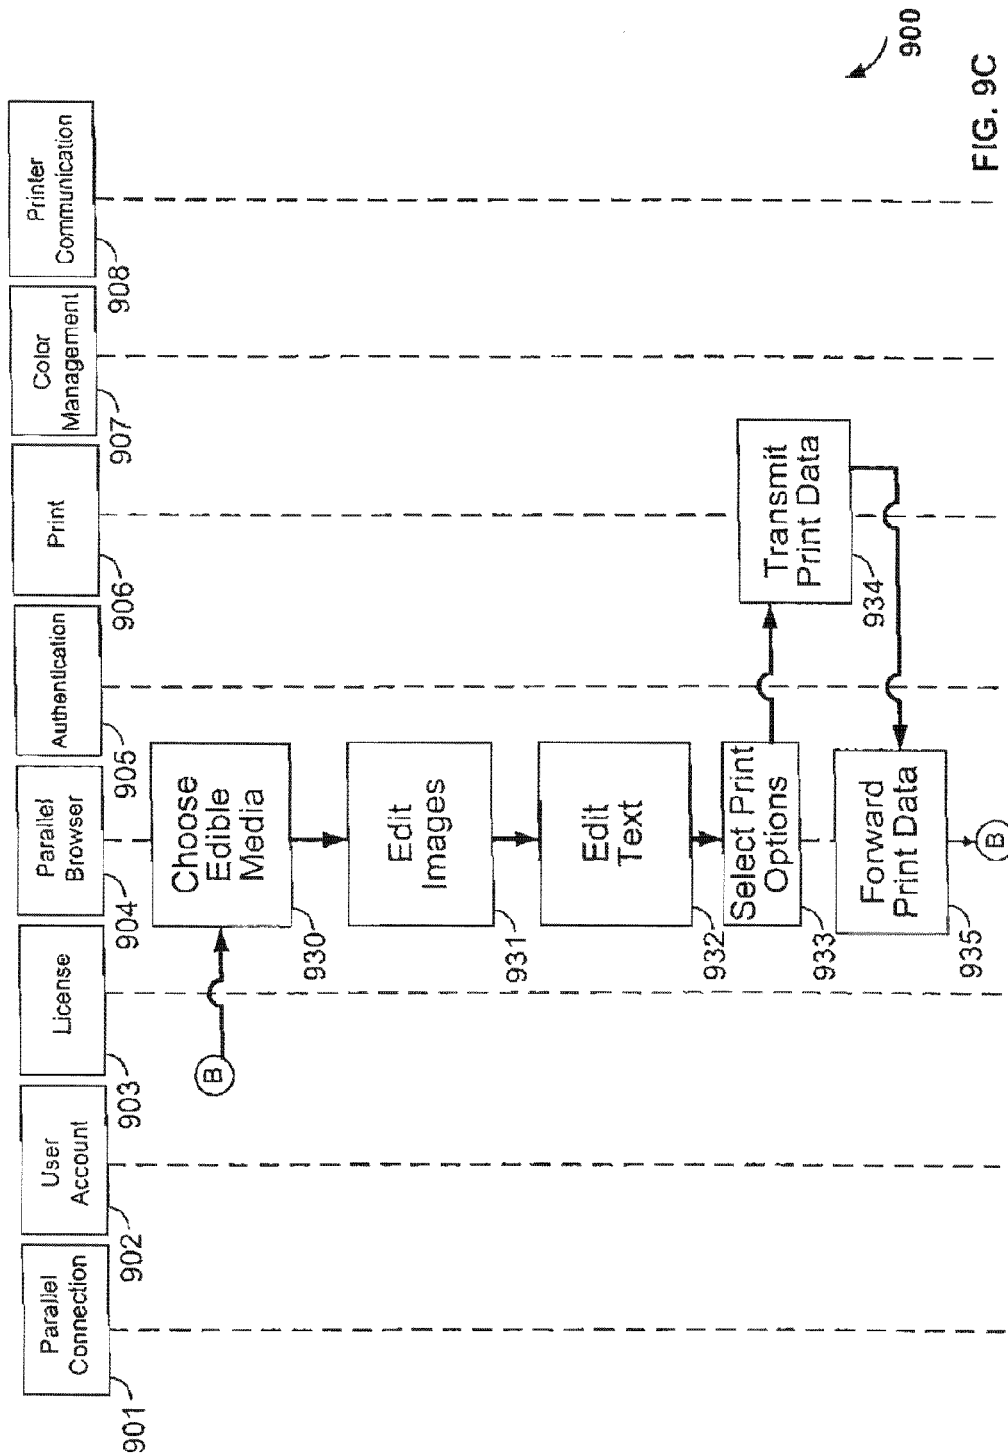 Parallel
Connection
901
User
Account
902
License
903
Parallel
Browser
904
Authentication
905
Print
906
Color
Management
907
Printer
Communication
908
B
Choose
Edible
Media
930
Edit
Images
931
Edit
Text
932
Select Print
Options
933
Transmit
Print Data
934
Forward
Print Data
935
B
900
FIG. 9C